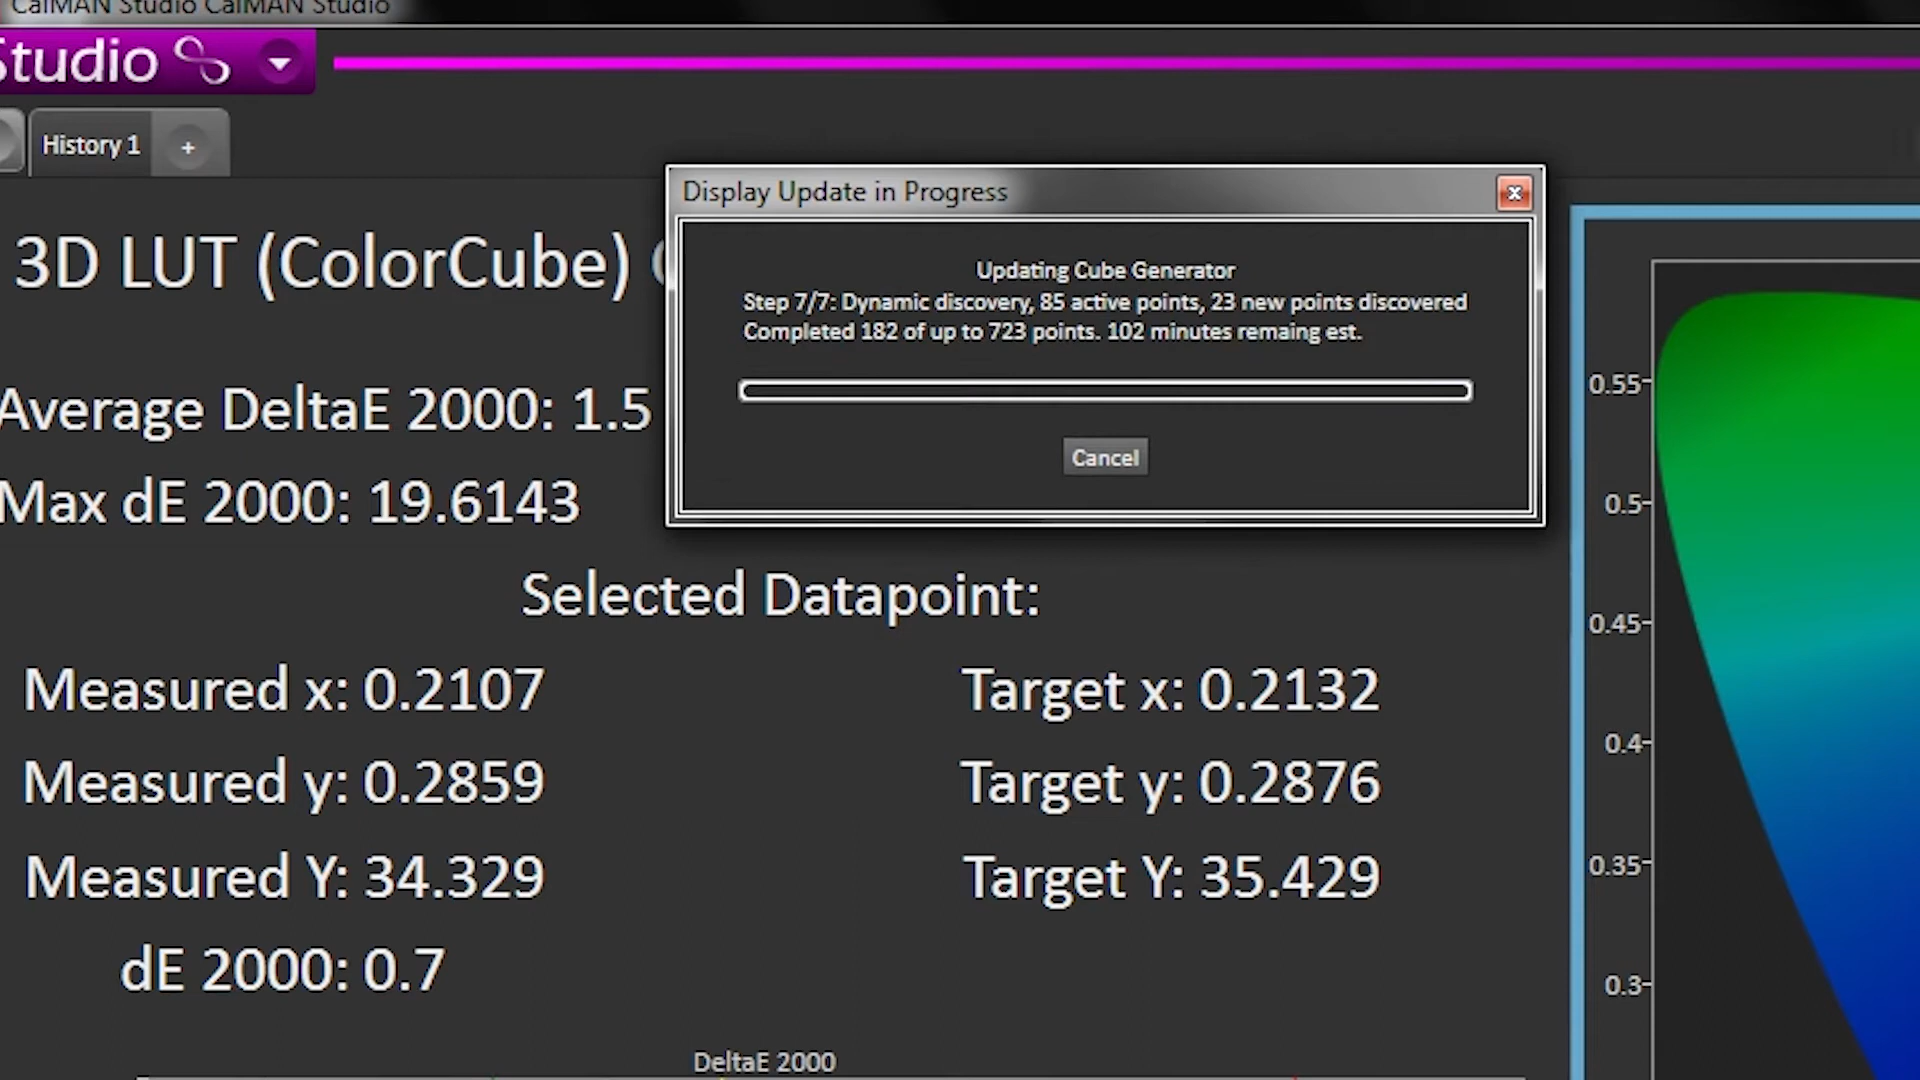 CalMAN Studio CalMAN Studio
Studio
History 1
+
Display Update in Progress
3D LUT (ColorCube)
Updating Cube Generator
Step 7/7: Dynamic discovery, 85 active points, 23 new points discovered
Completed 182 of up to 723 points. 102 minutes remaing est.
Cancel
Average DeltaE 2000: 1.5
Max dE 2000: 19.6143
Selected Datapoint:
Measured x: 0.2107
Target x: 0.2132
Measured y: 0.2859
Target y: 0.2876
Measured Y: 34.329
Target Y: 35.429
dE 2000: 0.7
DeltaE 2000
0.55
0.5
0.45
0.4
0.35
0.3